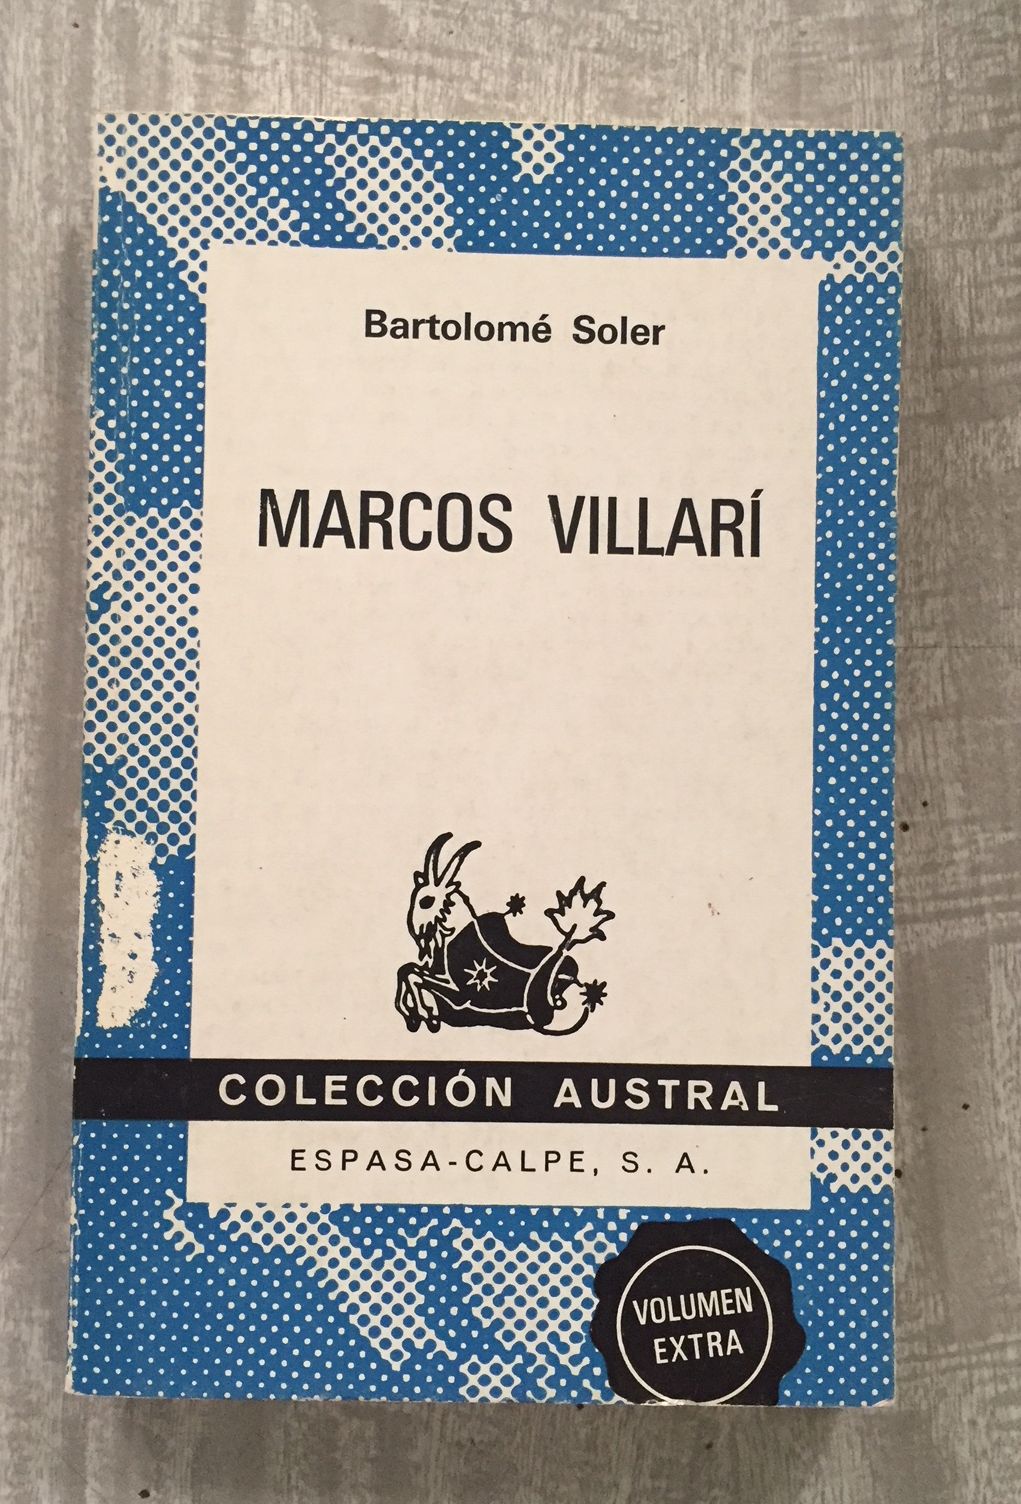 Bartolomé Soler
MARCOS VILLARÍ
COLECCIÓN AUSTRAL
ESPASA-CALPE, S. A.
VOLUMEN
EXTRA